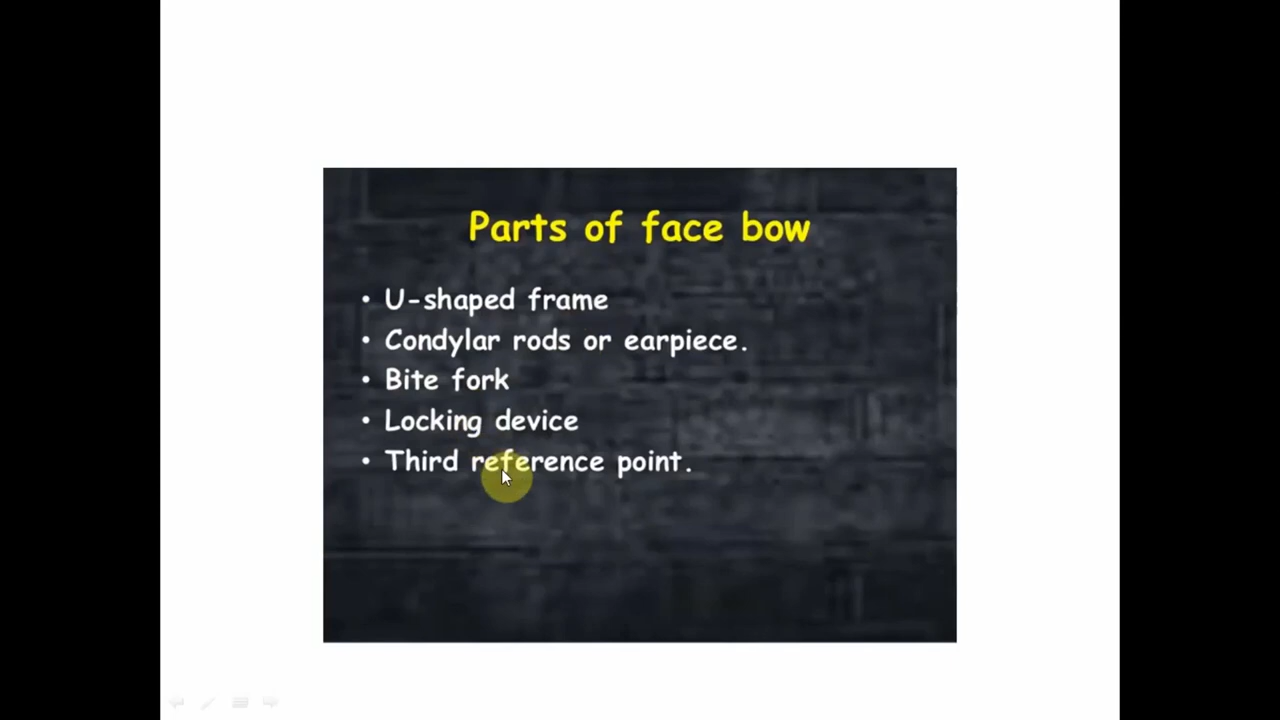 Parts of face bow
• U-shaped frame
• Condylar rods or earpiece.
• Bite fork
• Locking device
• Third reference point.